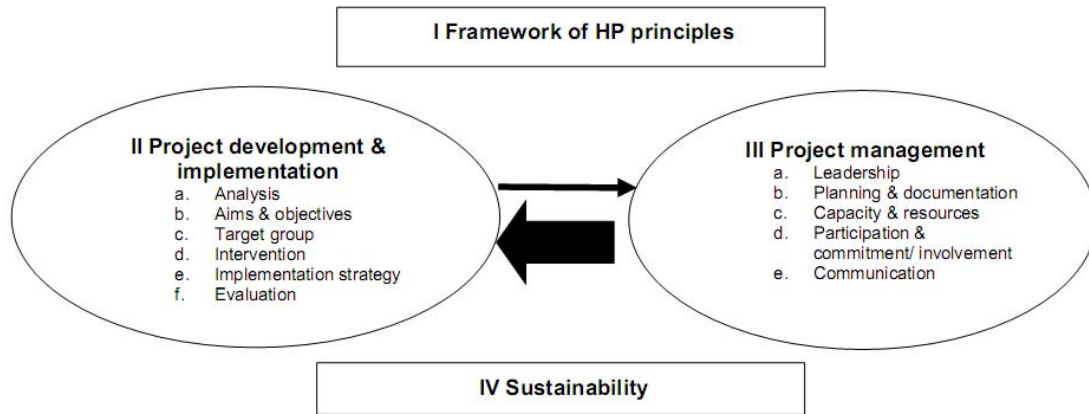 I Framework of HP principles
II Project development &
implementation
a. Analysis
b. Aims & objectives
c. Target group
d. Intervention
e. Implementation strategy
f. Evaluation
III Project management
a. Leadership
b. Planning & documentation
c. Capacity & resources
d. Participation &
commitment/ involvement
e. Communication
IV Sustainability